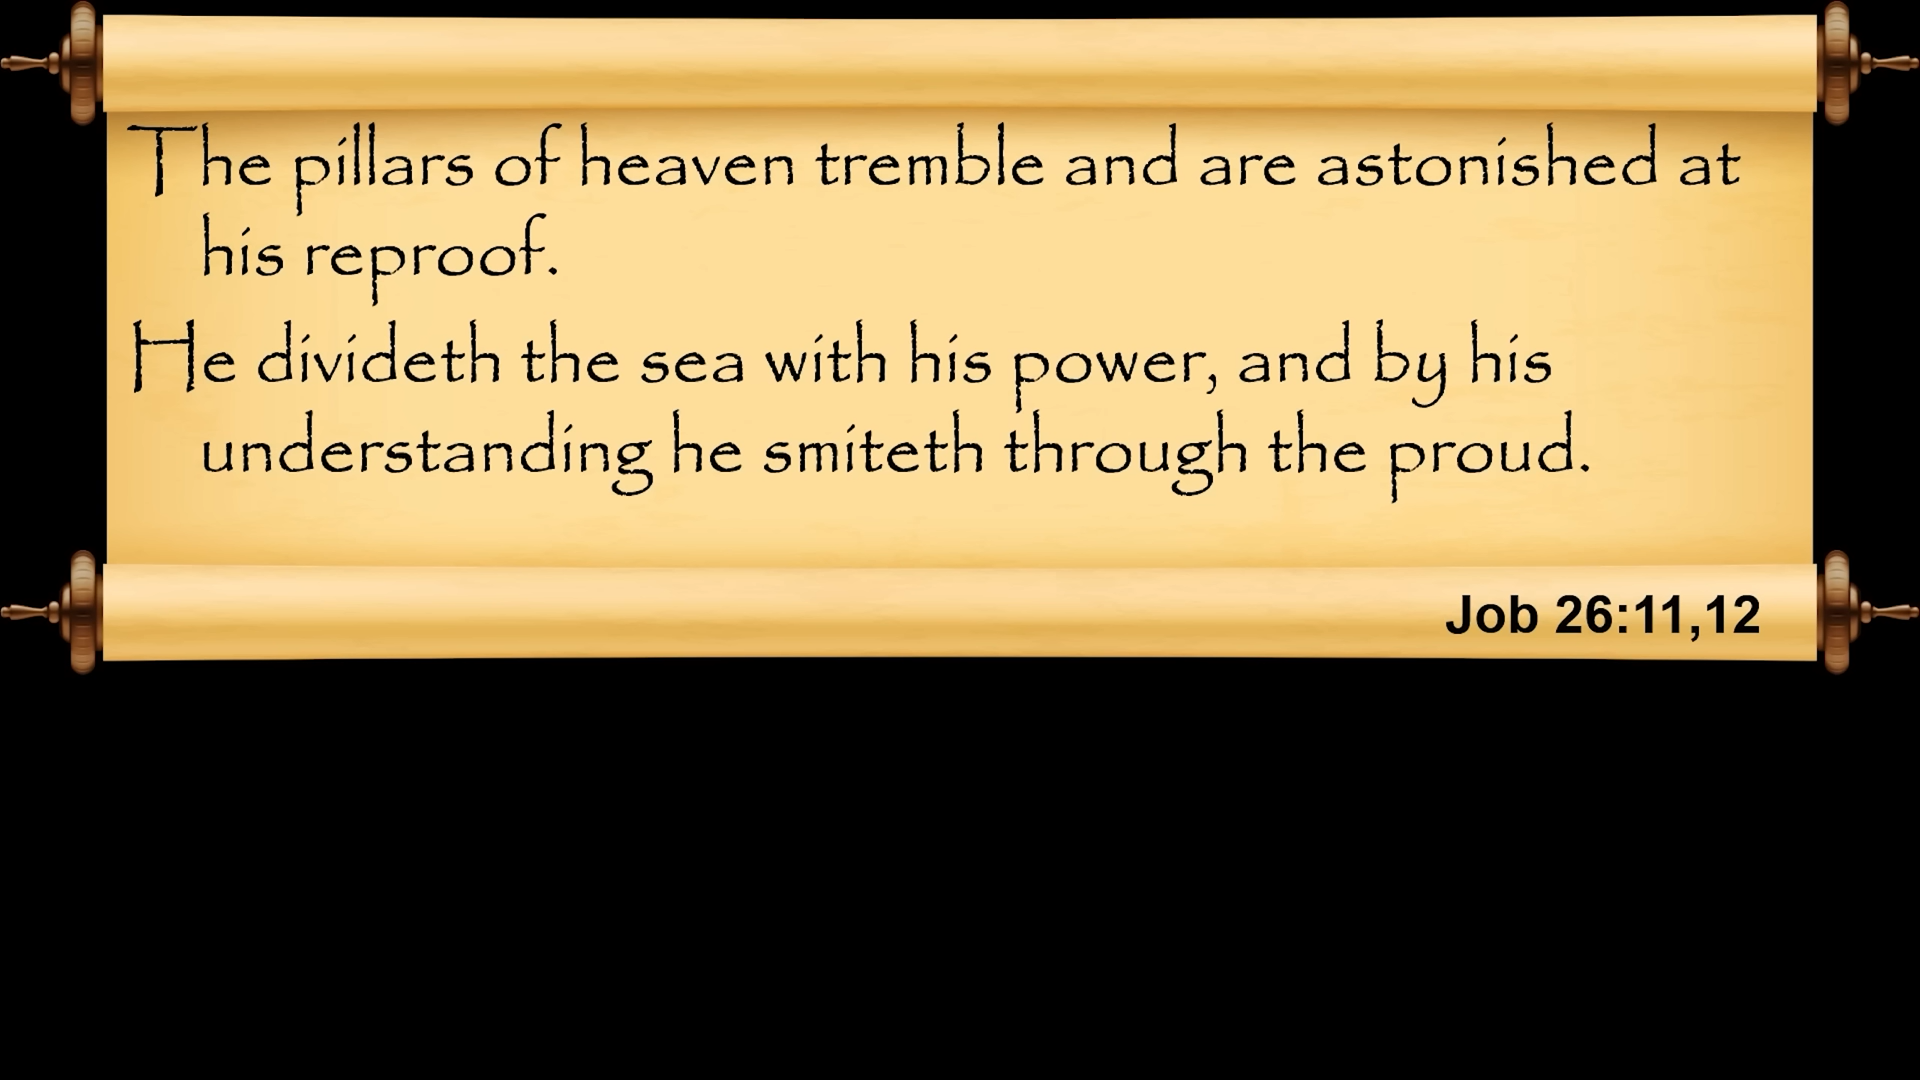 The pillars of heaven tremble and are astonished at
his reproof.
He divideth the sea with his power, and by his
understanding he smiteth through the proud.
Job 26:11,12